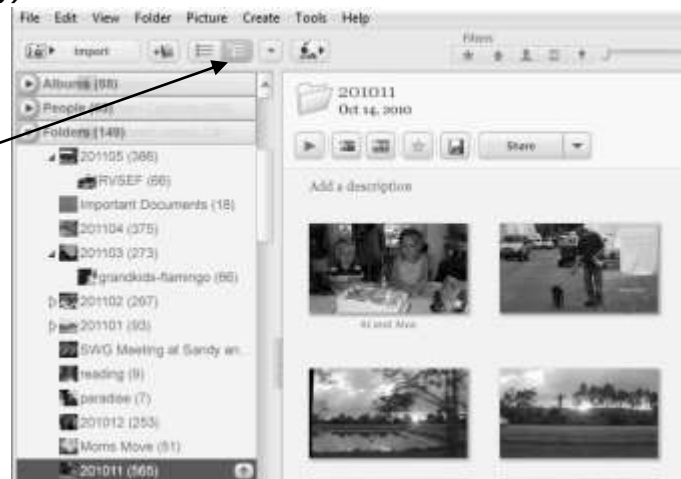 File Edit View Folder Picture Create Tools Help
Import
Filters
Albums (68)
People
Folders (149)
201105 (386)
RVSEF (66)
Important Documents (18)
201104 (375)
201103 (273)
grandkids-flamingo (66)
201102 (267)
201101 (93)
SWG Meeting at Sandy an...
reading (9)
paradise (7)
201012 (253)
Moms Move (51)
201011 (565)
201011
Oct 14, 2010
Share
Add a description